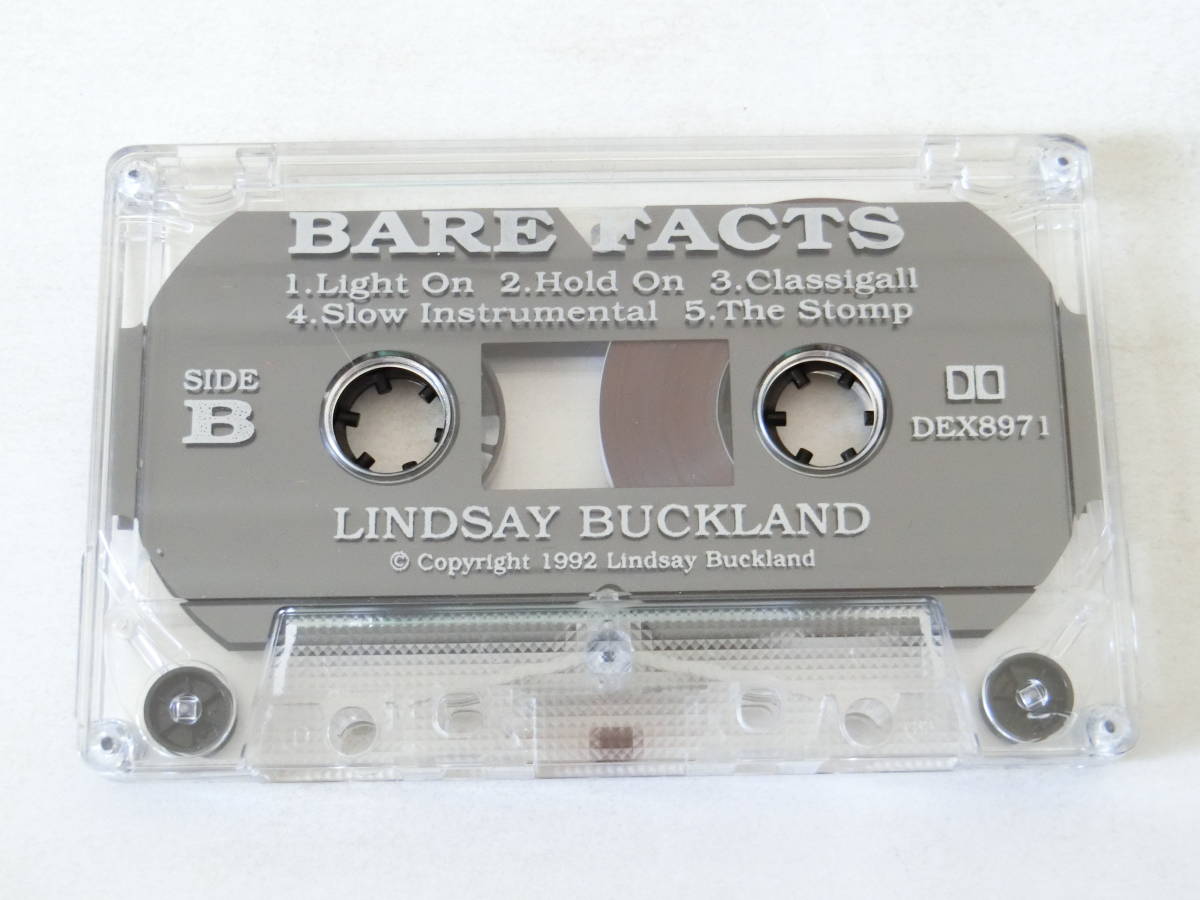 BARE FACTS
1.Light On 2.Hold On 3.Classigall
4.Slow Instrumental 5.The Stomp
SIDE
B
DEX8971
LINDSAY BUCKLAND
© Copyright 1992 Lindsay Buckland